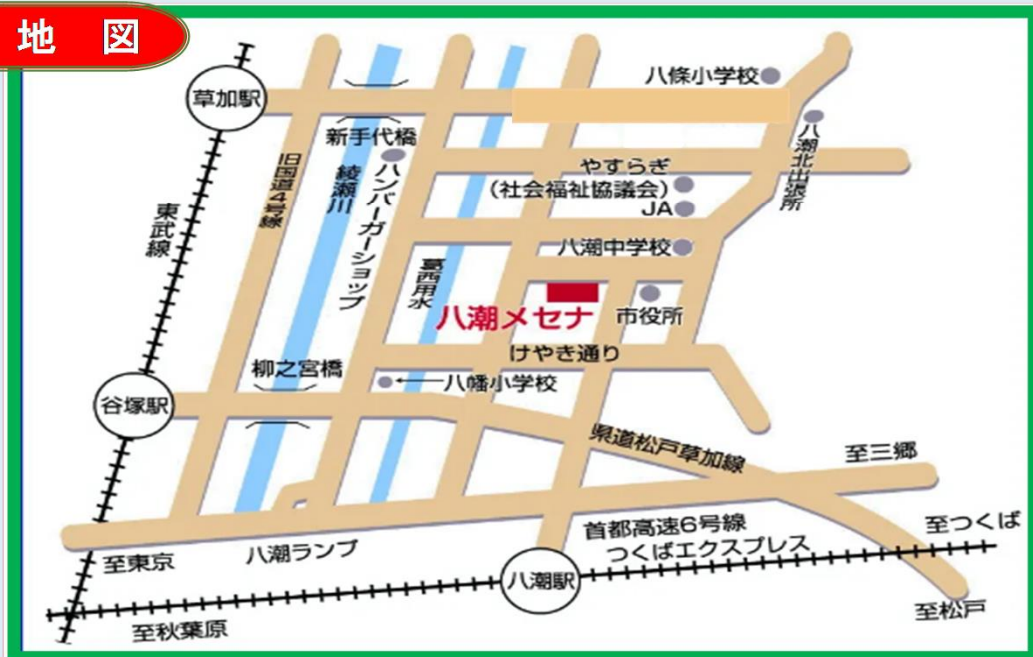 地 図
八條小学校
草加駅
新手代橋
八潮北出張所
旧国道4号線
綾瀬川
ハンバーガーショップ
やすらぎ
(社会福祉協議会)
JA
東武線
八潮中学校
葛西用水
八潮メセナ
市役所
けやき通り
柳之宮橋
八幡小学校
谷塚駅
県道松戸草加線
至三郷
首都高速6号線
至つくば
つくばエクスプレス
八潮ランプ
至東京
八潮駅
至松戸
至秋葉原